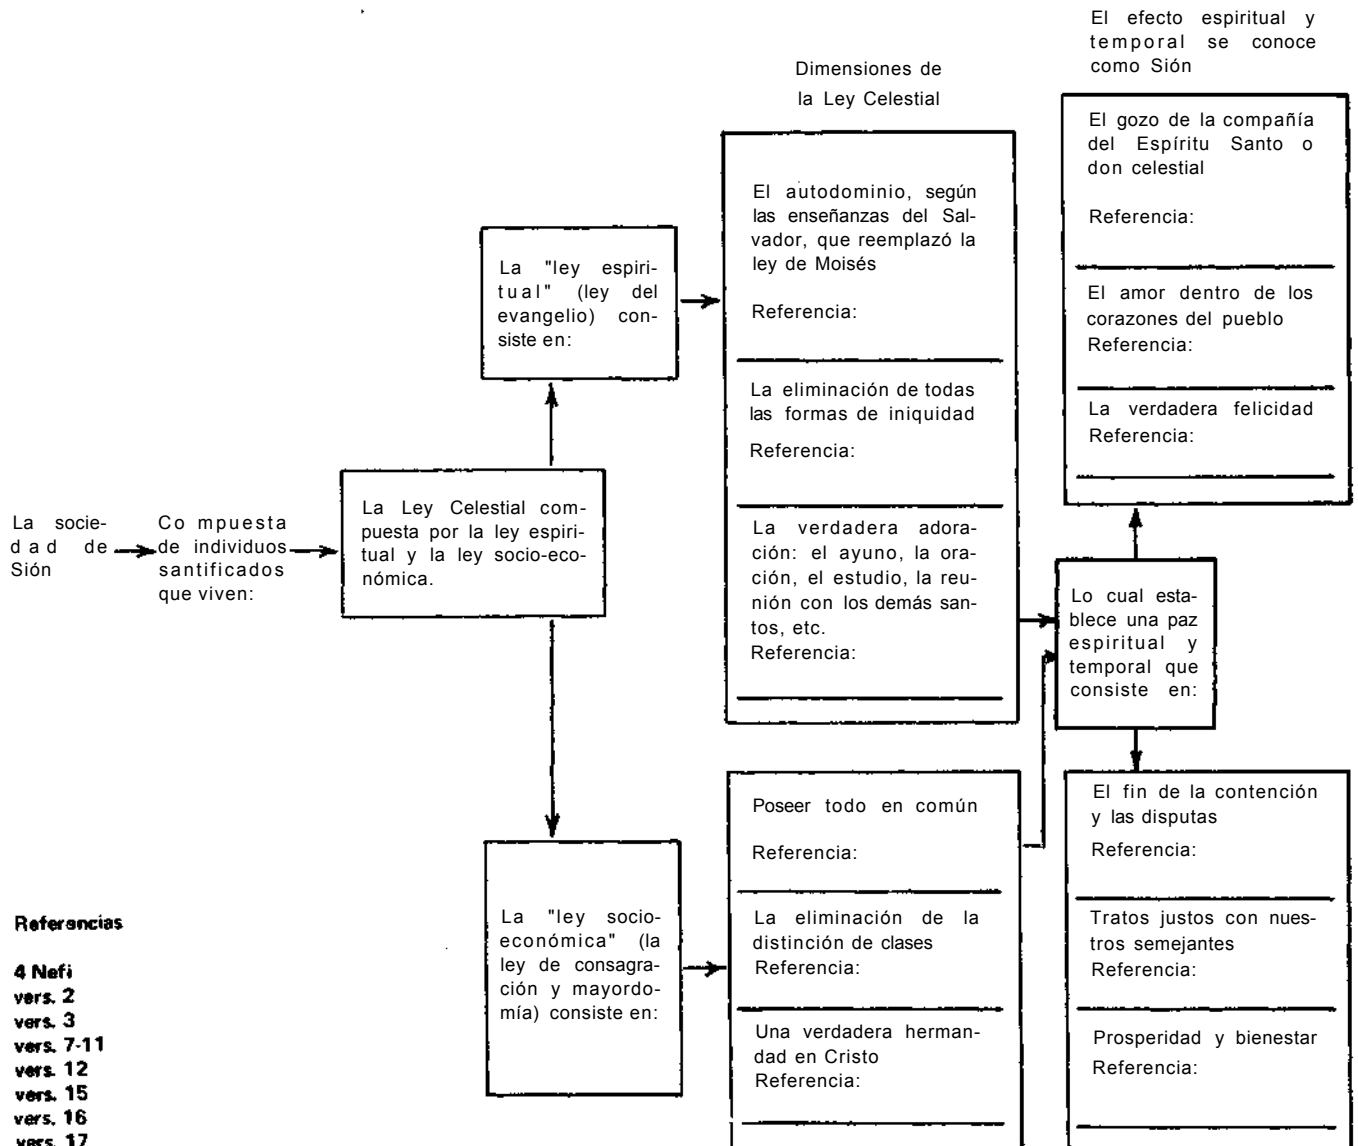 El efecto espiritual y
temporal se conoce
como Sión
Dimensiones de
la Ley Celestial
El gozo de la compañía
del Espíritu Santo o
don celestial
Referencia:
El amor dentro de los
corazones del pueblo
Referencia:
La verdadera felicidad
Referencia:
El autodominio, según
las enseñanzas del Sal-
vador, que reemplazó la
ley de Moisés
Referencia:
La eliminación de todas
las formas de iniquidad
Referencia:
La verdadera adora-
ción: el ayuno, la ora-
ción, el estudio, la reu-
nión con los demás san-
tos, etc.
Referencia:
La "ley espiri-
tual" (ley del
evangelio) con-
siste en:
La socie-
dad de
Sión
Co mpuesta
de individuos
santificados
que viven:
La Ley Celestial com-
puesta por la ley espiri-
tual y la ley socio-eco-
nómica.
Lo cual esta-
blece una paz
espiritual y
temporal que
consiste en:
La "ley socio-
económica" (la
ley de consagra-
ción y mayordo-
mía) consiste en:
Poseer todo en común
Referencia:
La eliminación de la
distinción de clases
Referencia:
Una verdadera herman-
dad en Cristo
Referencia:
El fin de la contención
y las disputas
Referencia:
Tratos justos con nues-
tros semejantes
Referencia:
Prosperidad y bienestar
Referencia:
Referencias
4 Nefi
vers. 2
vers. 3
vers. 7-11
vers. 12
vers. 15
vers. 16
vers. 17